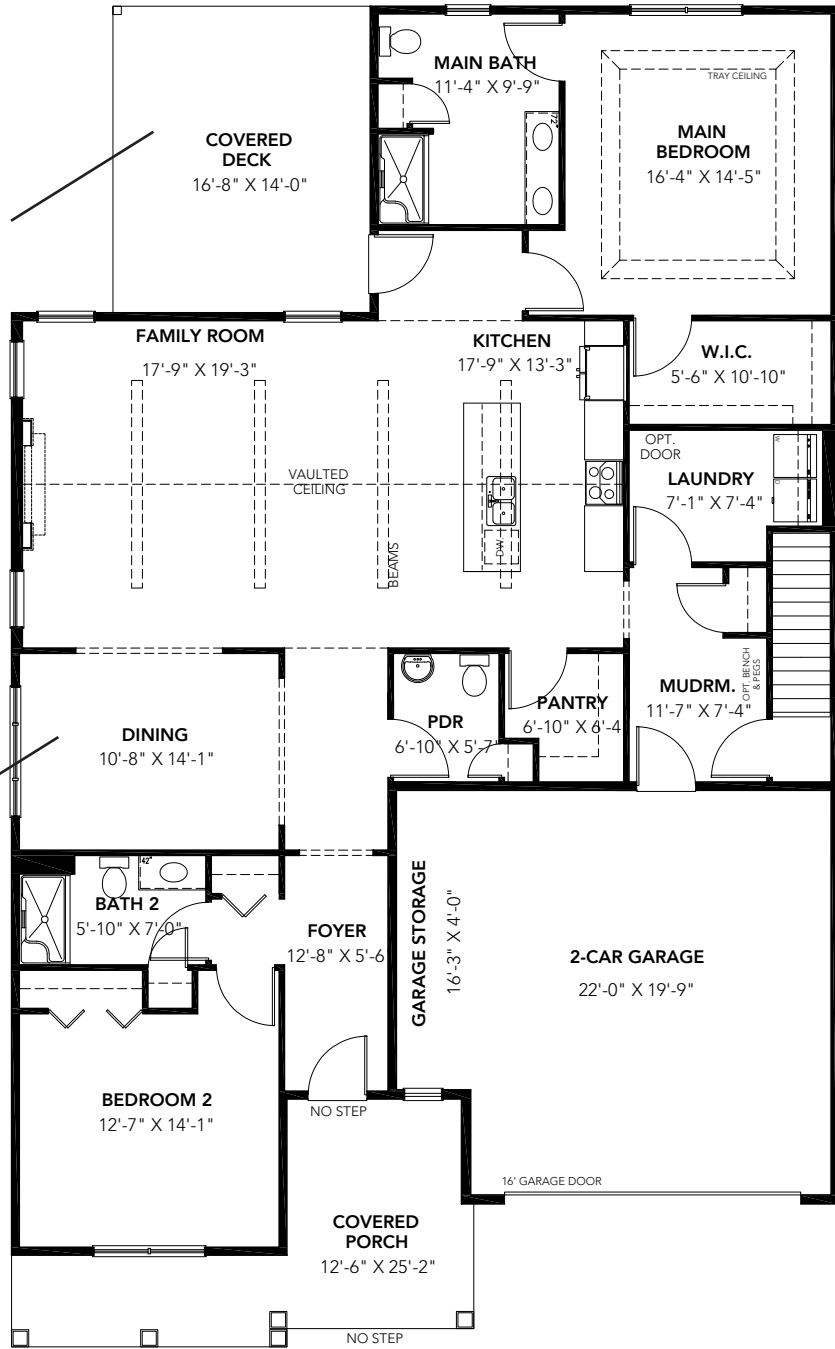 MAIN BATH
11'-4" X 9'-9"
72"
TRAY CEILING
MAIN
BEDROOM
16'-4" X 14'-5"
COVERED
DECK
16'-8" X 14'-0"
FAMILY ROOM
17'-9" X 19'-3"
KITCHEN
17'-9" X 13'-3"
W.I.C.
5'-6" X 10'-10"
OPT.
DOOR
W
LAUNDRY
7'-1" X 7'-4"
VAULTED
CEILING
BEAMS
DW
DINING
10'-8" X 14'-1"
PDR
6'-10" X 5'-7"
PANTRY
6'-10" X 6'-4
MUDRM.
11'-7" X 7'-4"
OPT. BENCH
& PEGS
42"
BATH 2
5'-10" X 7'-0"
FOYER
12'-8" X 5'-6
GARAGE STORAGE
16'-3" X 4'-0"
2-CAR GARAGE
22'-0" X 19'-9"
BEDROOM 2
12'-7" X 14'-1"
NO STEP
16' GARAGE DOOR
COVERED
PORCH
12'-6" X 25'-2"
NO STEP